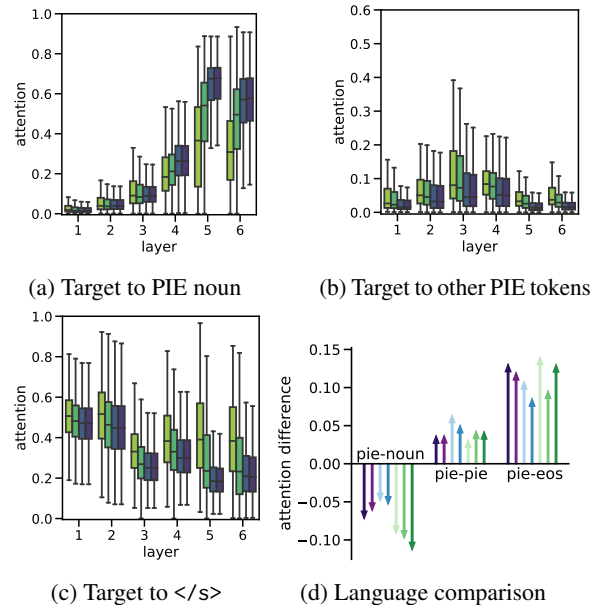 1.0
0.8
0.6
0.4
0.2
0.0
attention
1 2 3 4 5 6
layer
(a) Target to PIE noun
0.6
0.5
0.4
0.3
0.2
0.1
0.0
attention
1 2 3 4 5 6
layer
(b) Target to other PIE tokens
1.0
0.8
0.6
0.4
0.2
0.0
attention
1 2 3 4 5 6
layer
(c) Target to </s>
0.15
0.10
0.05
0.00
−0.05
−0.10
attention difference
pie-noun
pie-pie
pie-eos
(d) Language comparison